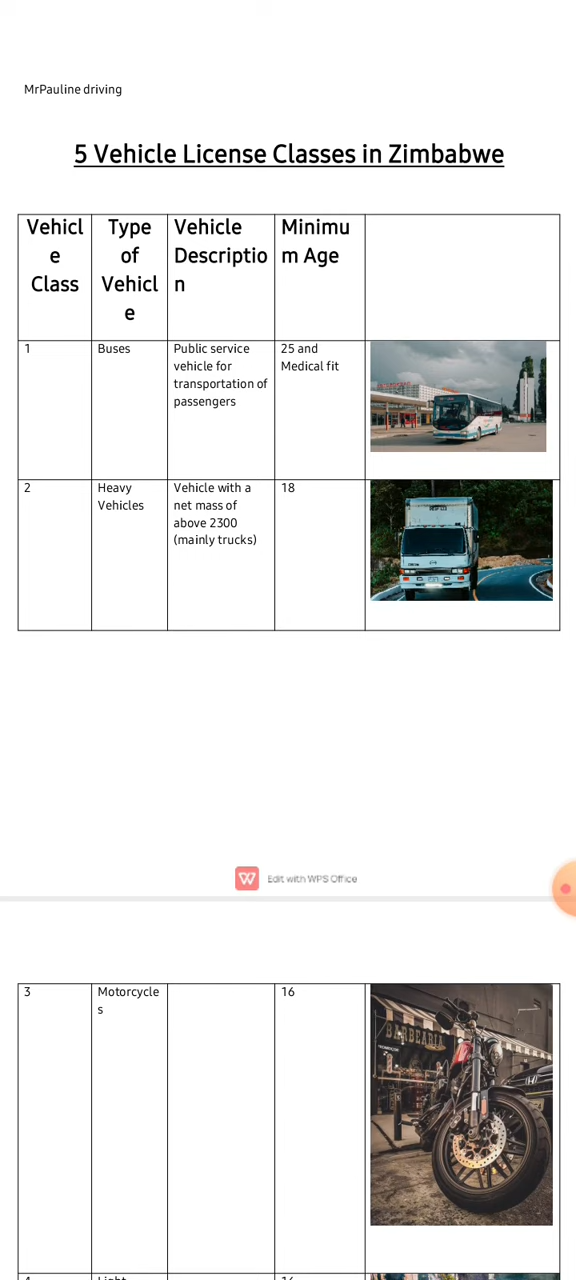 MrPauline driving
5 Vehicle License Classes in Zimbabwe
Vehicl
e
Class
Type
of
Vehicl
e
Vehicle
Descriptio
n
Minimu
m Age
1
Buses
Public service
vehicle for
transportation of
passengers
25 and
Medical fit
2
Heavy
Vehicles
Vehicle with a
net mass of
above 2300
(mainly trucks)
18
Edit with WPS Office
3
Motorcycle
s
16
BARBEARIA